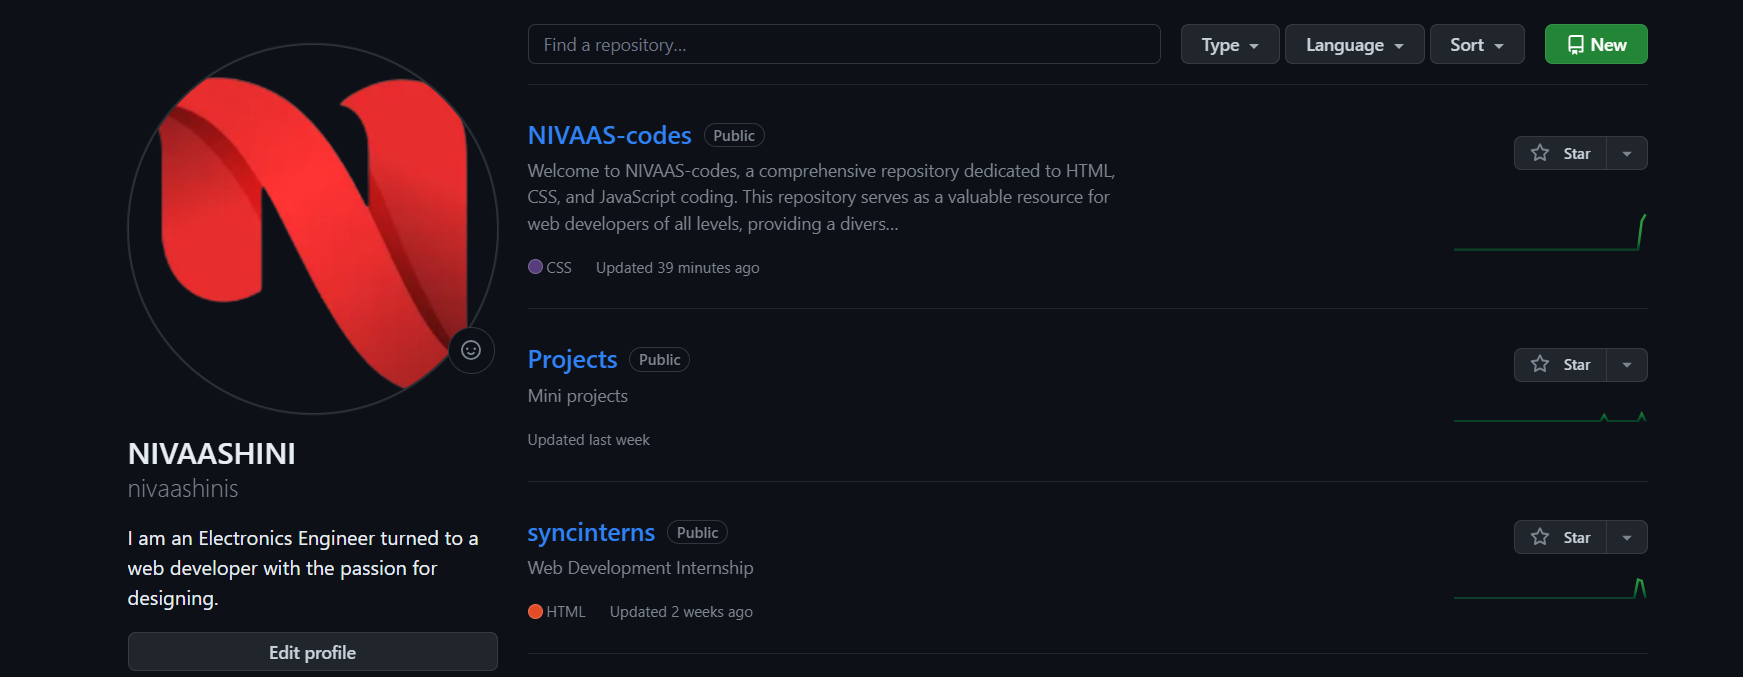 Find a repository...
Type
Language
Sort
New
NIVAAS-codes Public
Welcome to NIVAAS-codes, a comprehensive repository dedicated to HTML,
CSS, and JavaScript coding. This repository serves as a valuable resource for
web developers of all levels, providing a divers...
CSS Updated 39 minutes ago
Star
Projects Public
Mini projects
Updated last week
Star
syncinterns Public
Web Development Internship
HTML Updated 2 weeks ago
Star
NIVAASHINI
nivaashinis
I am an Electronics Engineer turned to a
web developer with the passion for
designing.
Edit profile